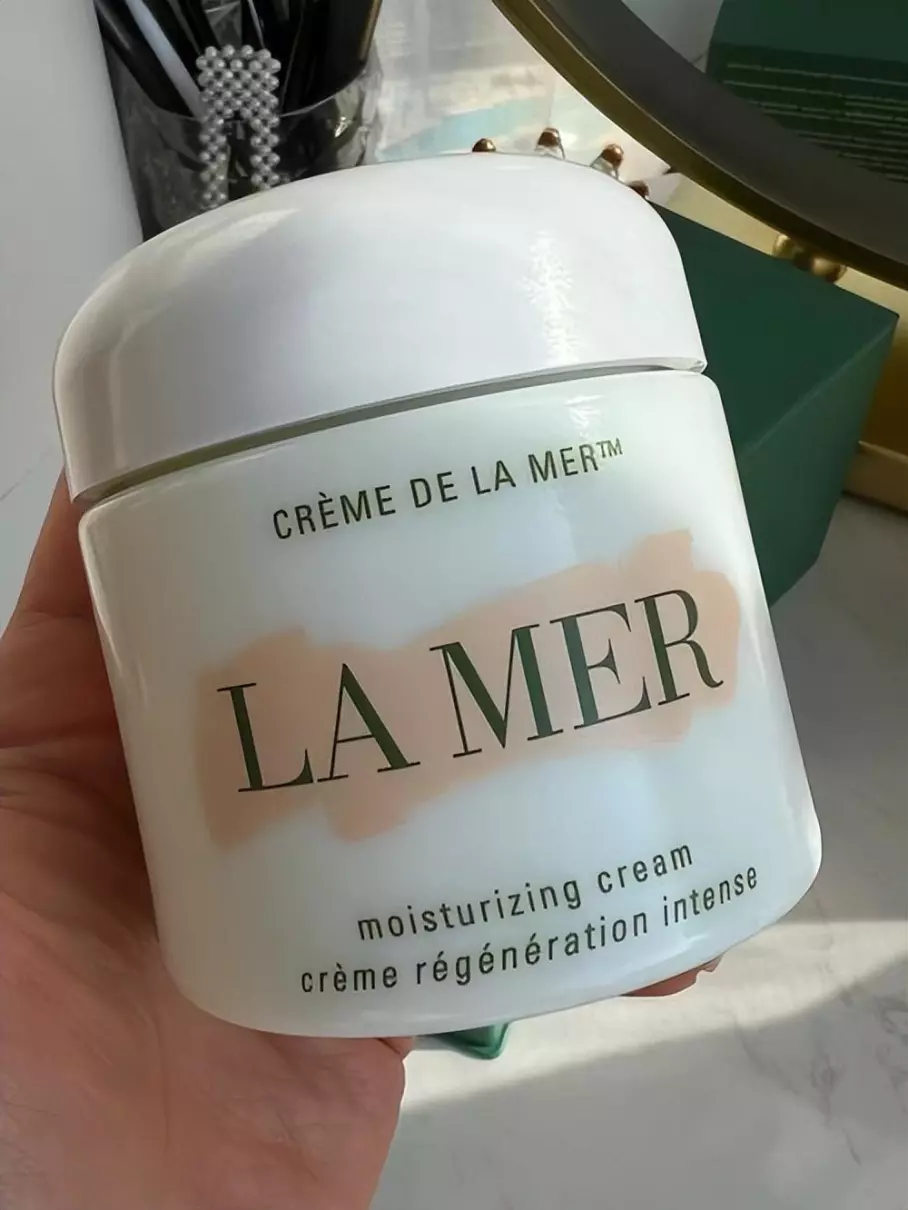 CRÈME DE LA MER™
LA MER
moisturizing cream
crème régénération intense